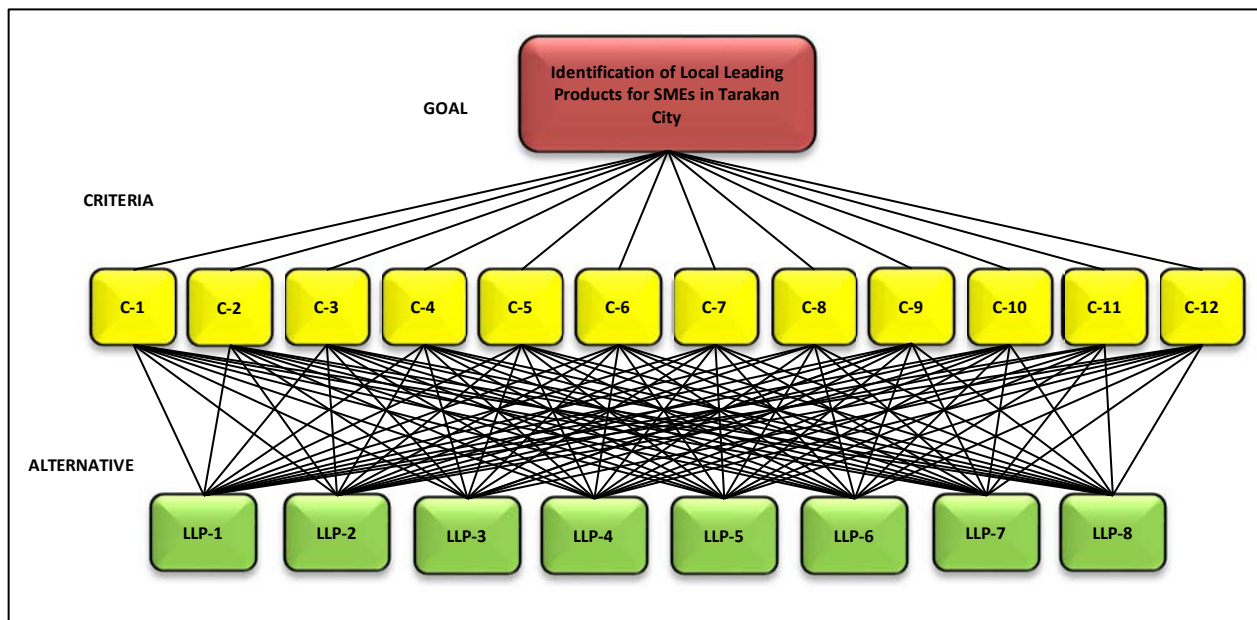 Identification of Local Leading
Products for SMEs in Tarakan
City
GOAL
CRITERIA
C-1
C-2
C-3
C-4
C-5
C-6
C-7
C-8
C-9
C-10
C-11
C-12
ALTERNATIVE
LLP-1
LLP-2
LLP-3
LLP-4
LLP-5
LLP-6
LLP-7
LLP-8